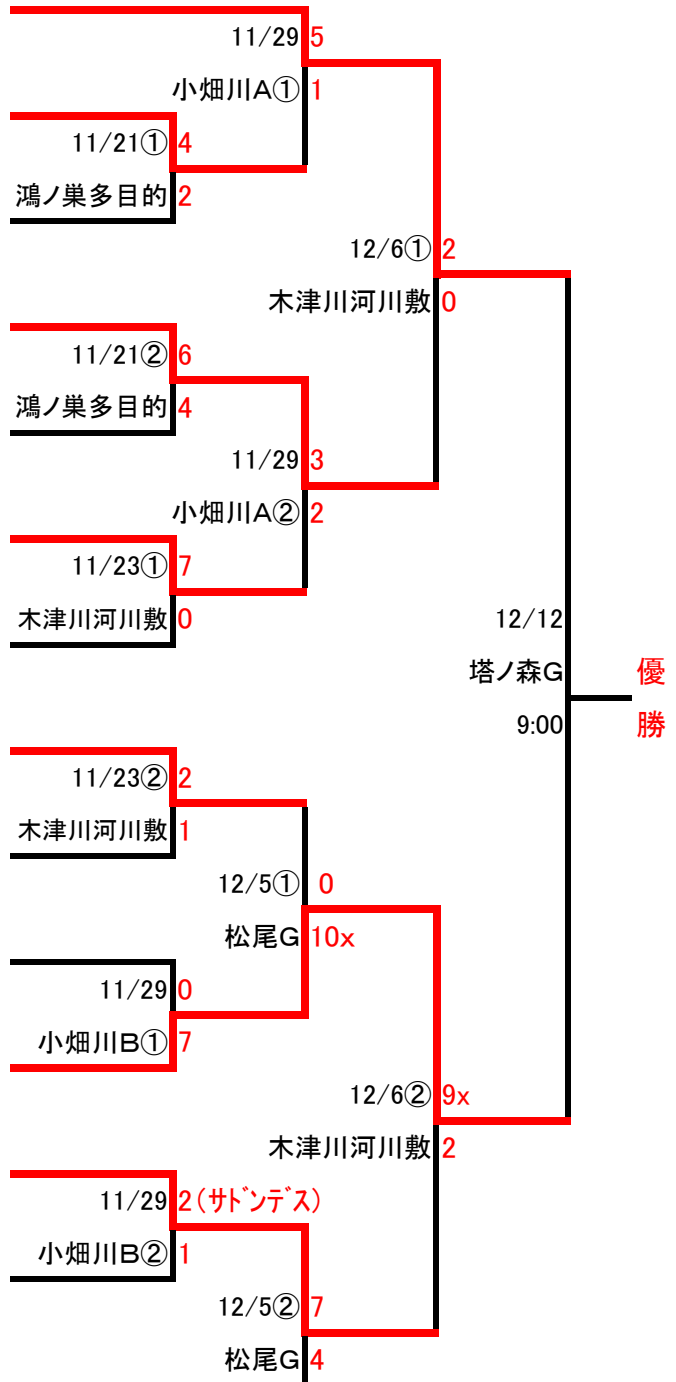 11/29 5
小畑川A① 1
11/21① 4
鴻ノ巣多目的 2
12/6① 2
木津川河川敷 0
11/21② 6
鴻ノ巣多目的 4
11/29 3
小畑川A② 2
11/23① 7
木津川河川敷 0
12/12
塔ノ森G
9:00
優
勝
11/23② 2
木津川河川敷 1
12/5① 0
松尾G 10x
11/29 0
小畑川B① 7
12/6② 9x
木津川河川敷 2
11/29 2(サドンデス)
小畑川B② 1
12/5② 7
松尾G 4